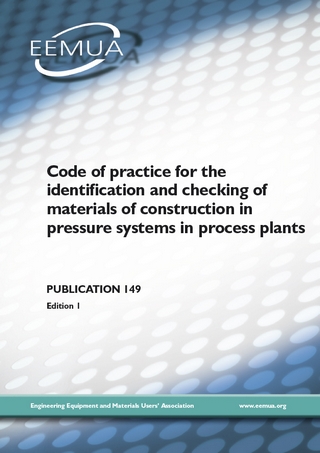 EEMUA
Code of practice for the
identification and checking of
materials of construction in
pressure systems in process plants
PUBLICATION 149
Edition 1
Engineering Equipment and Materials Users' Association www.eemua.org